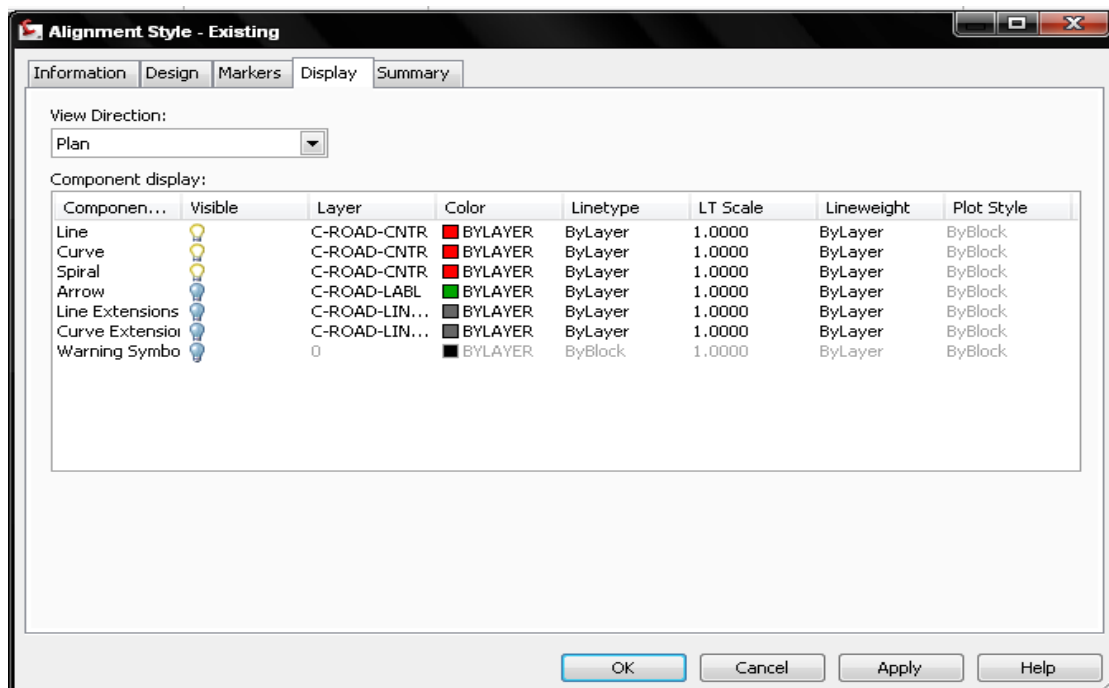 Alignment Style - Existing
Information Design Markers Display Summary
View Direction:
Plan
Component display:
Componen... Visible Layer Color Linetype LT Scale Lineweight Plot Style
Line C-ROAD-CNTR BYLAYER ByLayer 1.0000 ByLayer ByBlock
Curve C-ROAD-CNTR BYLAYER ByLayer 1.0000 ByLayer ByBlock
Spiral C-ROAD-CNTR BYLAYER ByLayer 1.0000 ByLayer ByBlock
Arrow C-ROAD-LABL BYLAYER ByLayer 1.0000 ByLayer ByBlock
Line Extensions C-ROAD-LIN... BYLAYER ByLayer 1.0000 ByLayer ByBlock
Curve Extension C-ROAD-LIN... BYLAYER ByLayer 1.0000 ByLayer ByBlock
Warning Symbo 0 BYLAYER ByBlock 1.0000 ByLayer ByBlock
OK Cancel Apply Help